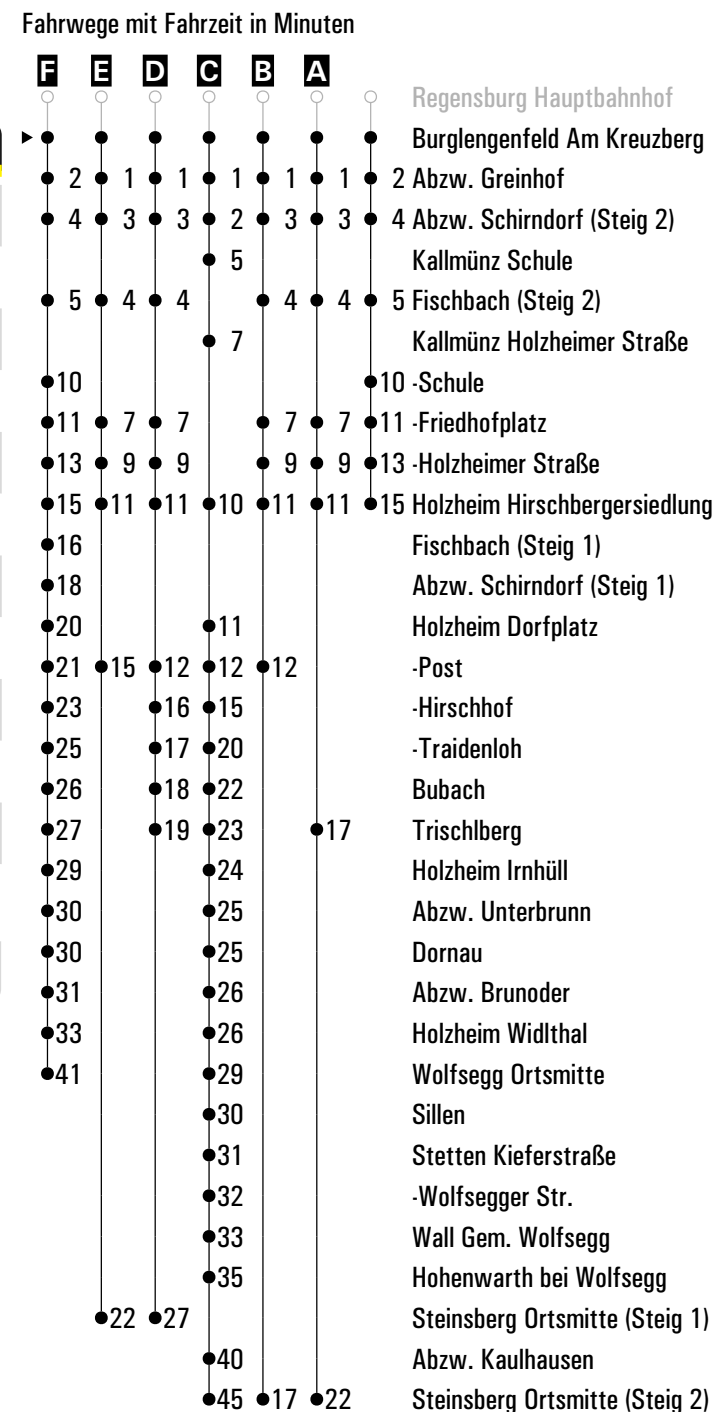 Fahrwege mit Fahrzeit in Minuten
F E D C B A
Regensburg Hauptbahnhof
Burglengenfeld Am Kreuzberg
2 1 1 1 1 1 2 Abzw. Greinhof
4 3 3 2 3 3 4 Abzw. Schirndorf (Steig 2)
5 Kallmünz Schule
5 4 4 4 4 5 Fischbach (Steig 2)
7 Kallmünz Holzheimer Straße
10 10 -Schule
11 7 7 7 7 11 -Friedhofplatz
13 9 9 9 9 13 -Holzheimer Straße
15 11 11 10 11 11 15 Holzheim Hirschbergersiedlung
16 Fischbach (Steig 1)
18 Abzw. Schirndorf (Steig 1)
20 11 Holzheim Dorfplatz
21 15 12 12 12 -Post
23 16 15 -Hirschhof
25 17 20 -Traidenloh
26 18 22 Bubach
27 19 23 17 Trischlberg
29 24 Holzheim Irnhüll
30 25 Abzw. Unterbrunn
30 25 Dornau
31 26 Abzw. Brunoder
33 26 Holzheim Widlthal
41 29 Wolfsegg Ortsmitte
30 Sillen
31 Stetten Kieferstraße
32 -Wolfsegger Str.
33 Wall Gem. Wolfsegg
35 Hohenwarth bei Wolfsegg
22 27 Steinsberg Ortsmitte (Steig 1)
40 Abzw. Kaulhausen
45 17 22 Steinsberg Ortsmitte (Steig 2)